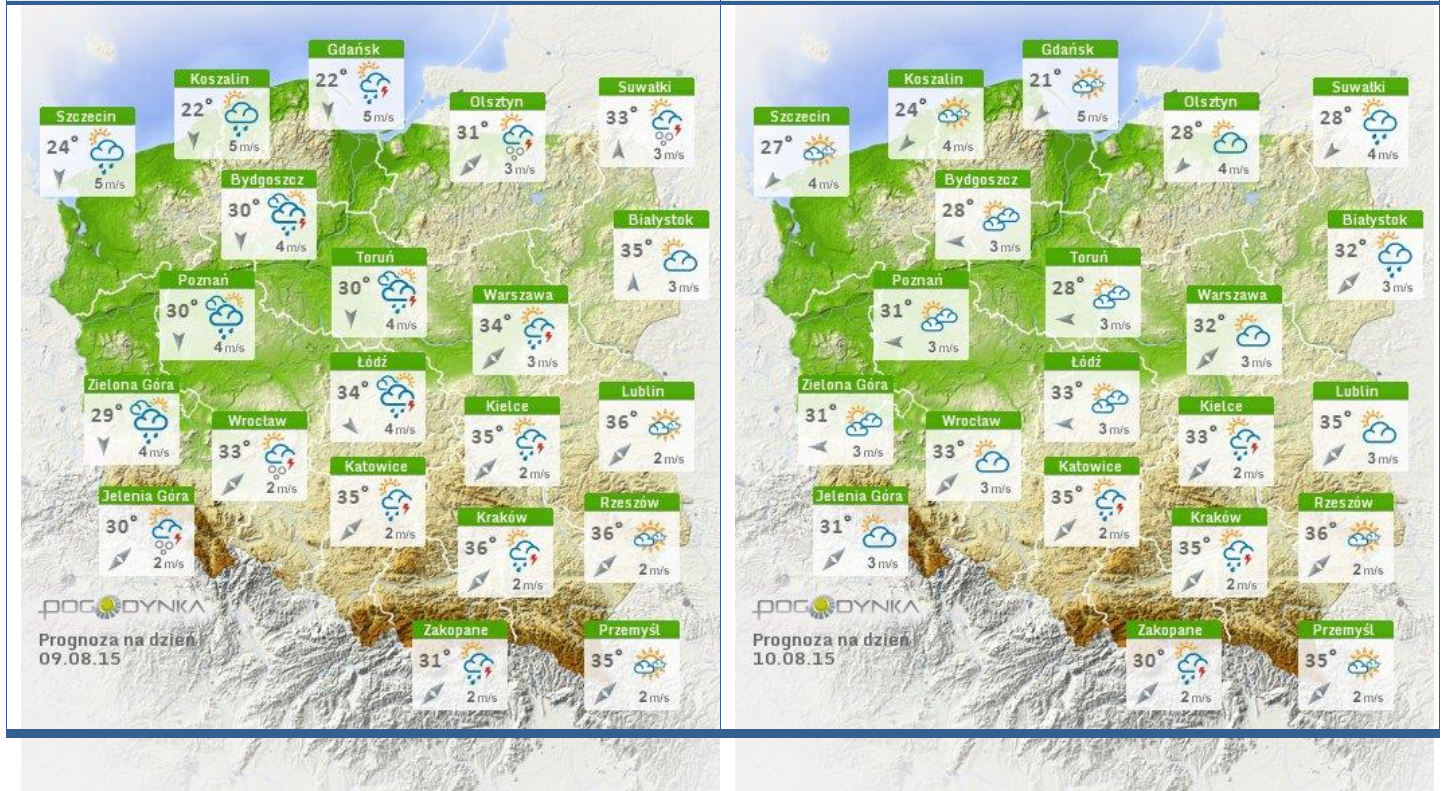 Gdańsk
22°
5 m/s
Koszalin
22°
5 m/s
Szczecin
24°
5 m/s
Olsztyn
31°
3 m/s
Suwałki
33°
3 m/s
Bydgoszcz
30°
4 m/s
Białystok
35°
3 m/s
Toruń
30°
4 m/s
Poznań
30°
4 m/s
Warszawa
34°
3 m/s
Łódź
34°
4 m/s
Zielona Góra
29°
4 m/s
Lublin
36°
2 m/s
Kielce
35°
2 m/s
Wrocław
33°
2 m/s
Katowice
35°
2 m/s
Jelenia Góra
30°
2 m/s
Rzeszów
36°
2 m/s
Kraków
36°
2 m/s
Zakopane
31°
2 m/s
Przemyśl
35°
2 m/s
POGODYNKA
Prognoza na dzień
09.08.15
Gdańsk
21°
5 m/s
Koszalin
24°
4 m/s
Szczecin
27°
4 m/s
Olsztyn
28°
4 m/s
Suwałki
28°
4 m/s
Bydgoszcz
28°
3 m/s
Białystok
32°
3 m/s
Toruń
28°
3 m/s
Poznań
31°
3 m/s
Warszawa
32°
3 m/s
Łódź
33°
3 m/s
Zielona Góra
31°
3 m/s
Lublin
35°
3 m/s
Kielce
33°
2 m/s
Wrocław
33°
3 m/s
Katowice
35°
2 m/s
Jelenia Góra
31°
3 m/s
Rzeszów
36°
2 m/s
Kraków
35°
2 m/s
Zakopane
30°
2 m/s
Przemyśl
35°
2 m/s
POGODYNKA
Prognoza na dzień
10.08.15